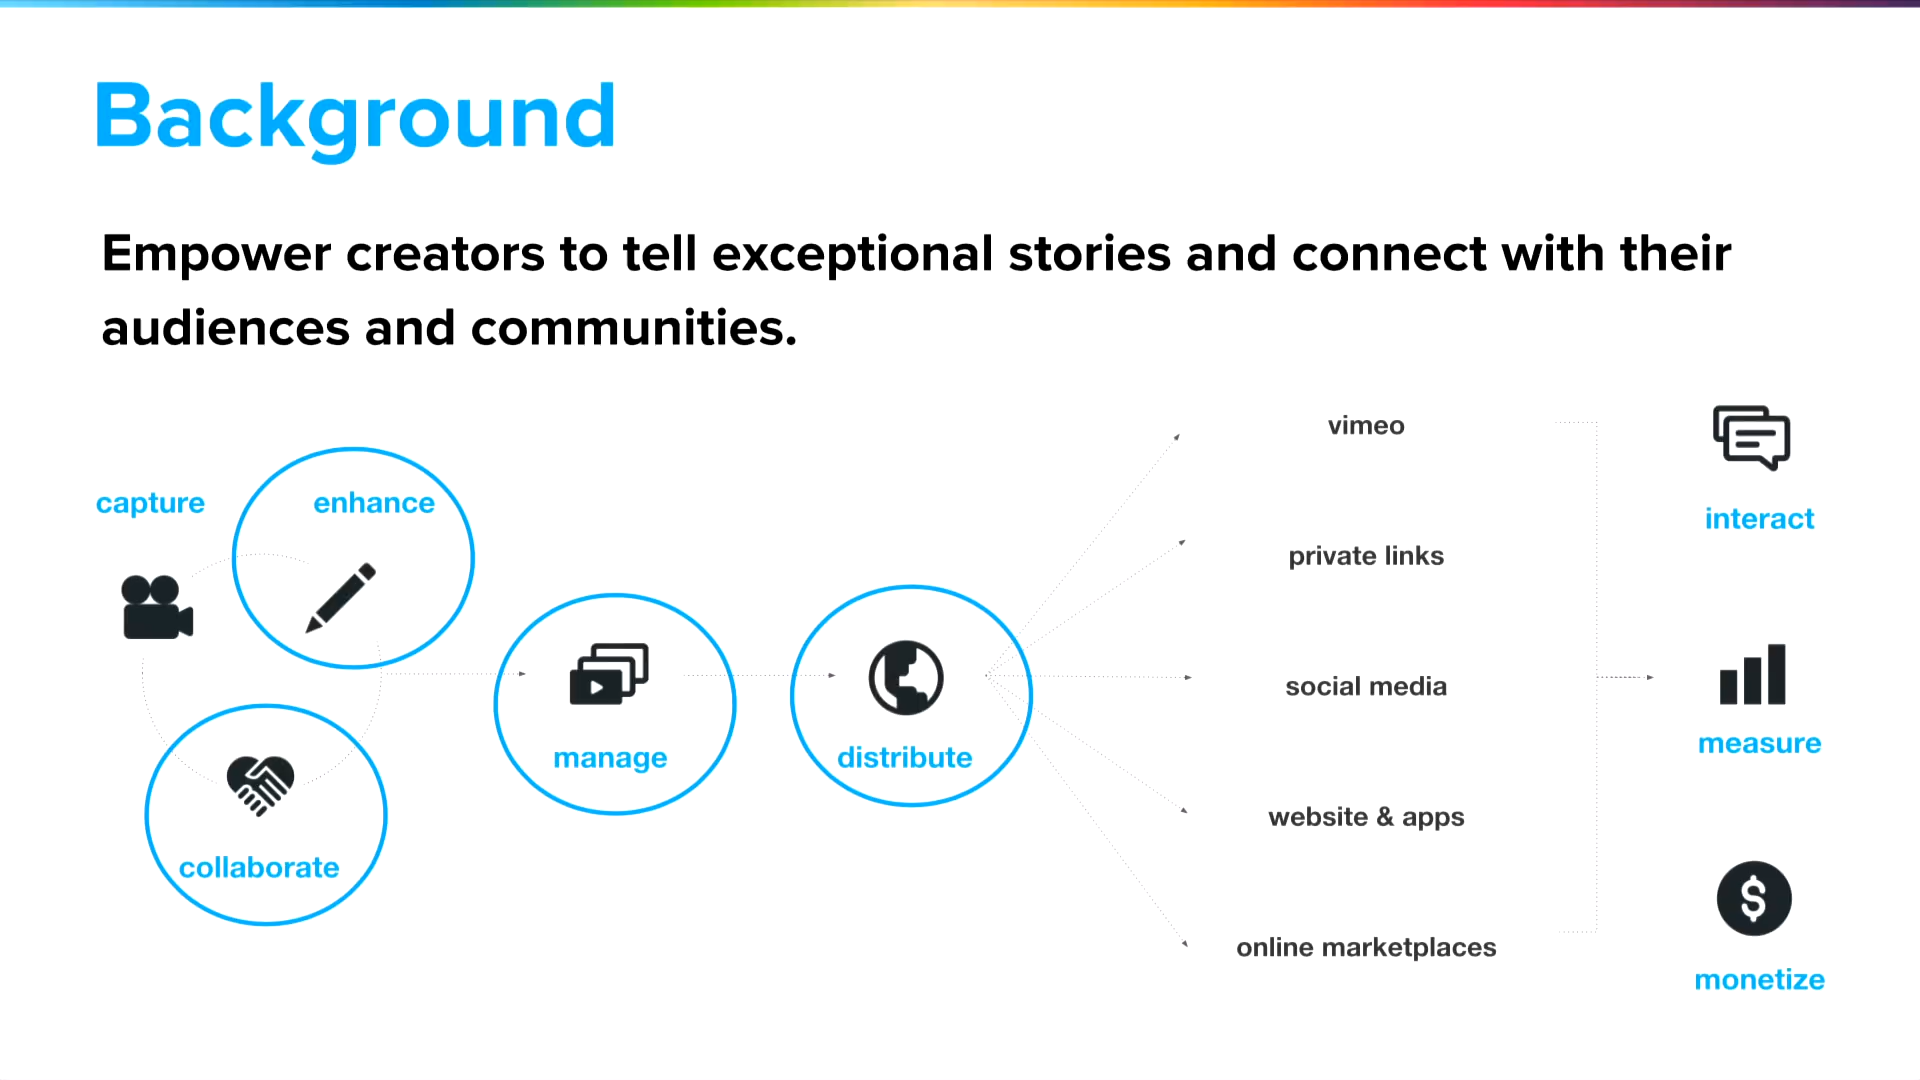 Background
Empower creators to tell exceptional stories and connect with their
audiences and communities.
capture
enhance
collaborate
manage
distribute
vimeo
private links
social media
website & apps
online marketplaces
interact
measure
monetize